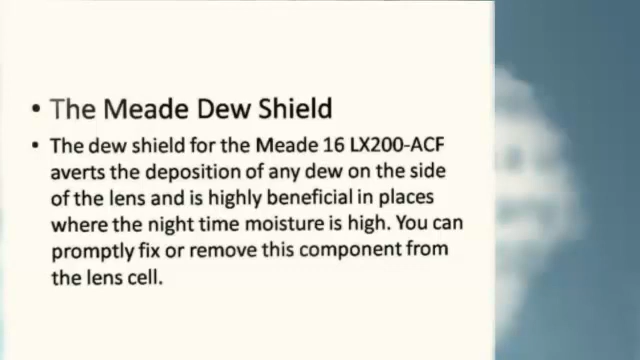 • The Meade Dew Shield
• The dew shield for the Meade 16 LX200-ACF
averts the deposition of any dew on the side
of the lens and is highly beneficial in places
where the night time moisture is high. You can
promptly fix or remove this component from
the lens cell.